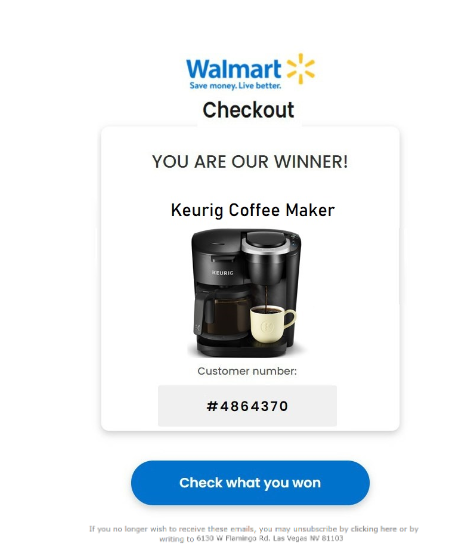 Walmart
Save money. Live better.
Checkout
YOU ARE OUR WINNER!
Keurig Coffee Maker
KEURIG
Customer number:
#4864370
Check what you won
If you no longer wish to receive these emails, you may unsubscribe by clicking here or by
writing to 6130 W Flamingo Rd. Las Vegas NV 81103